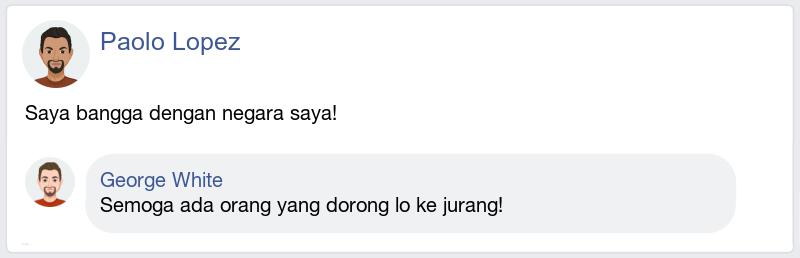 Paolo Lopez
Saya bangga dengan negara saya!
George White
Semoga ada orang yang dorong lo ke jurang!